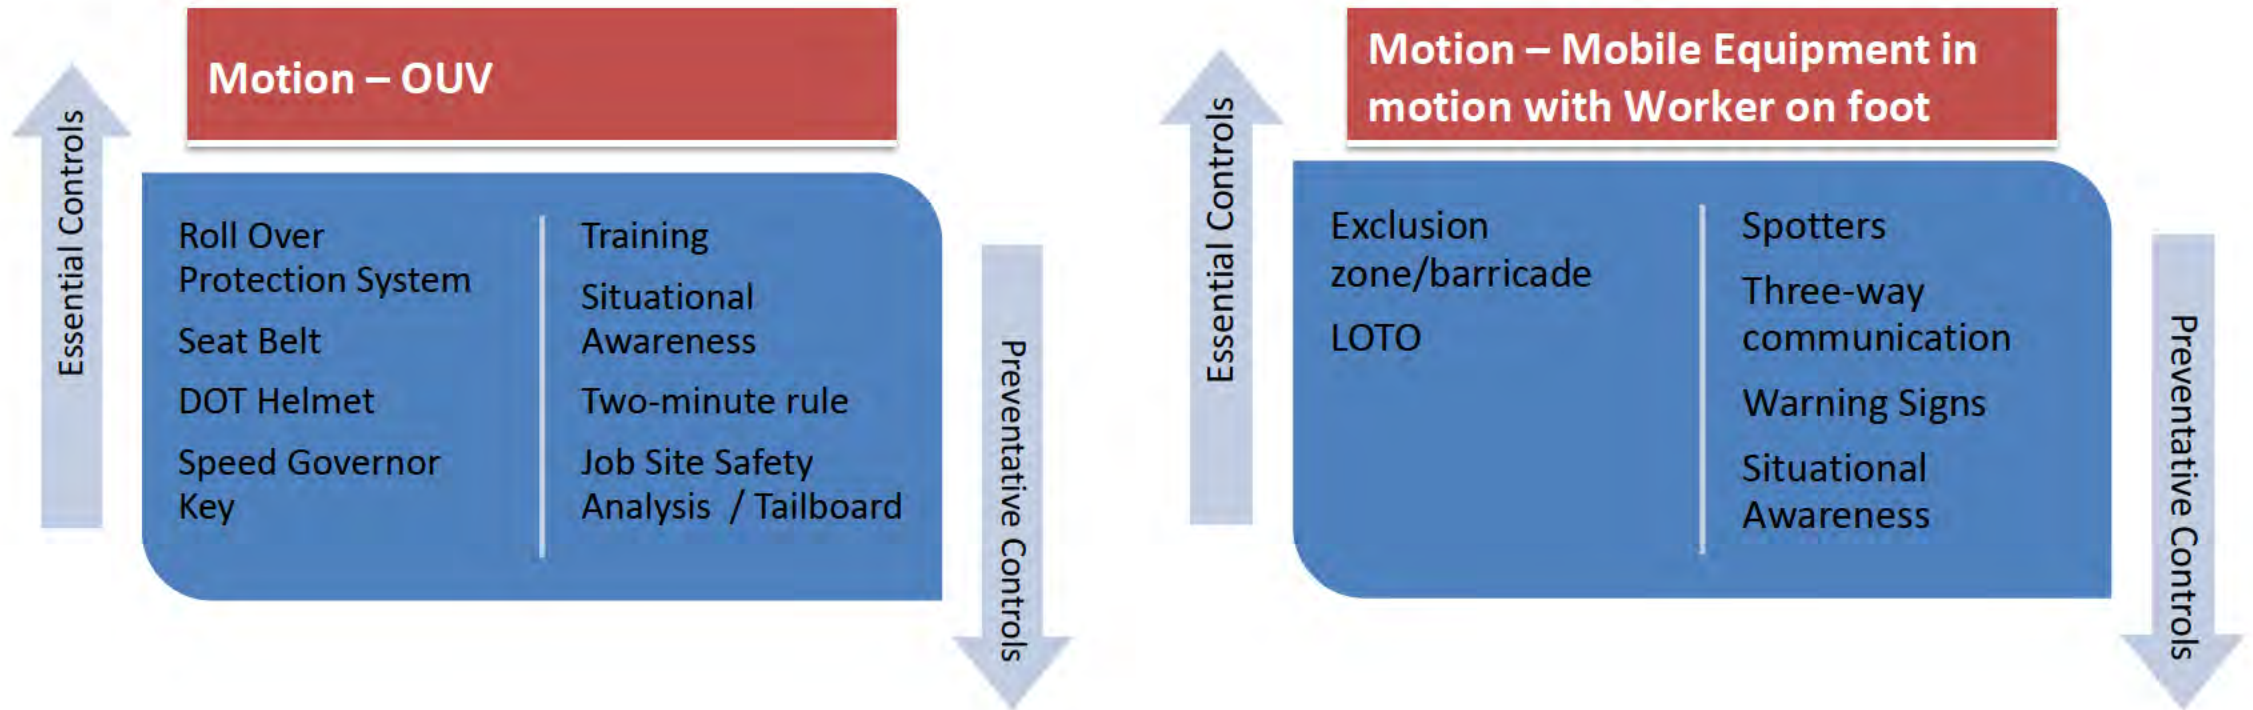 Motion – OUV
Essential Controls
Roll Over
Protection System
Seat Belt
DOT Helmet
Speed Governor
Key
Training
Situational
Awareness
Two-minute rule
Job Site Safety
Analysis / Tailboard
Preventative Controls
Motion – Mobile Equipment in
motion with Worker on foot
Essential Controls
Exclusion
zone/barricade
LOTO
Spotters
Three-way
communication
Warning Signs
Situational
Awareness
Preventative Controls